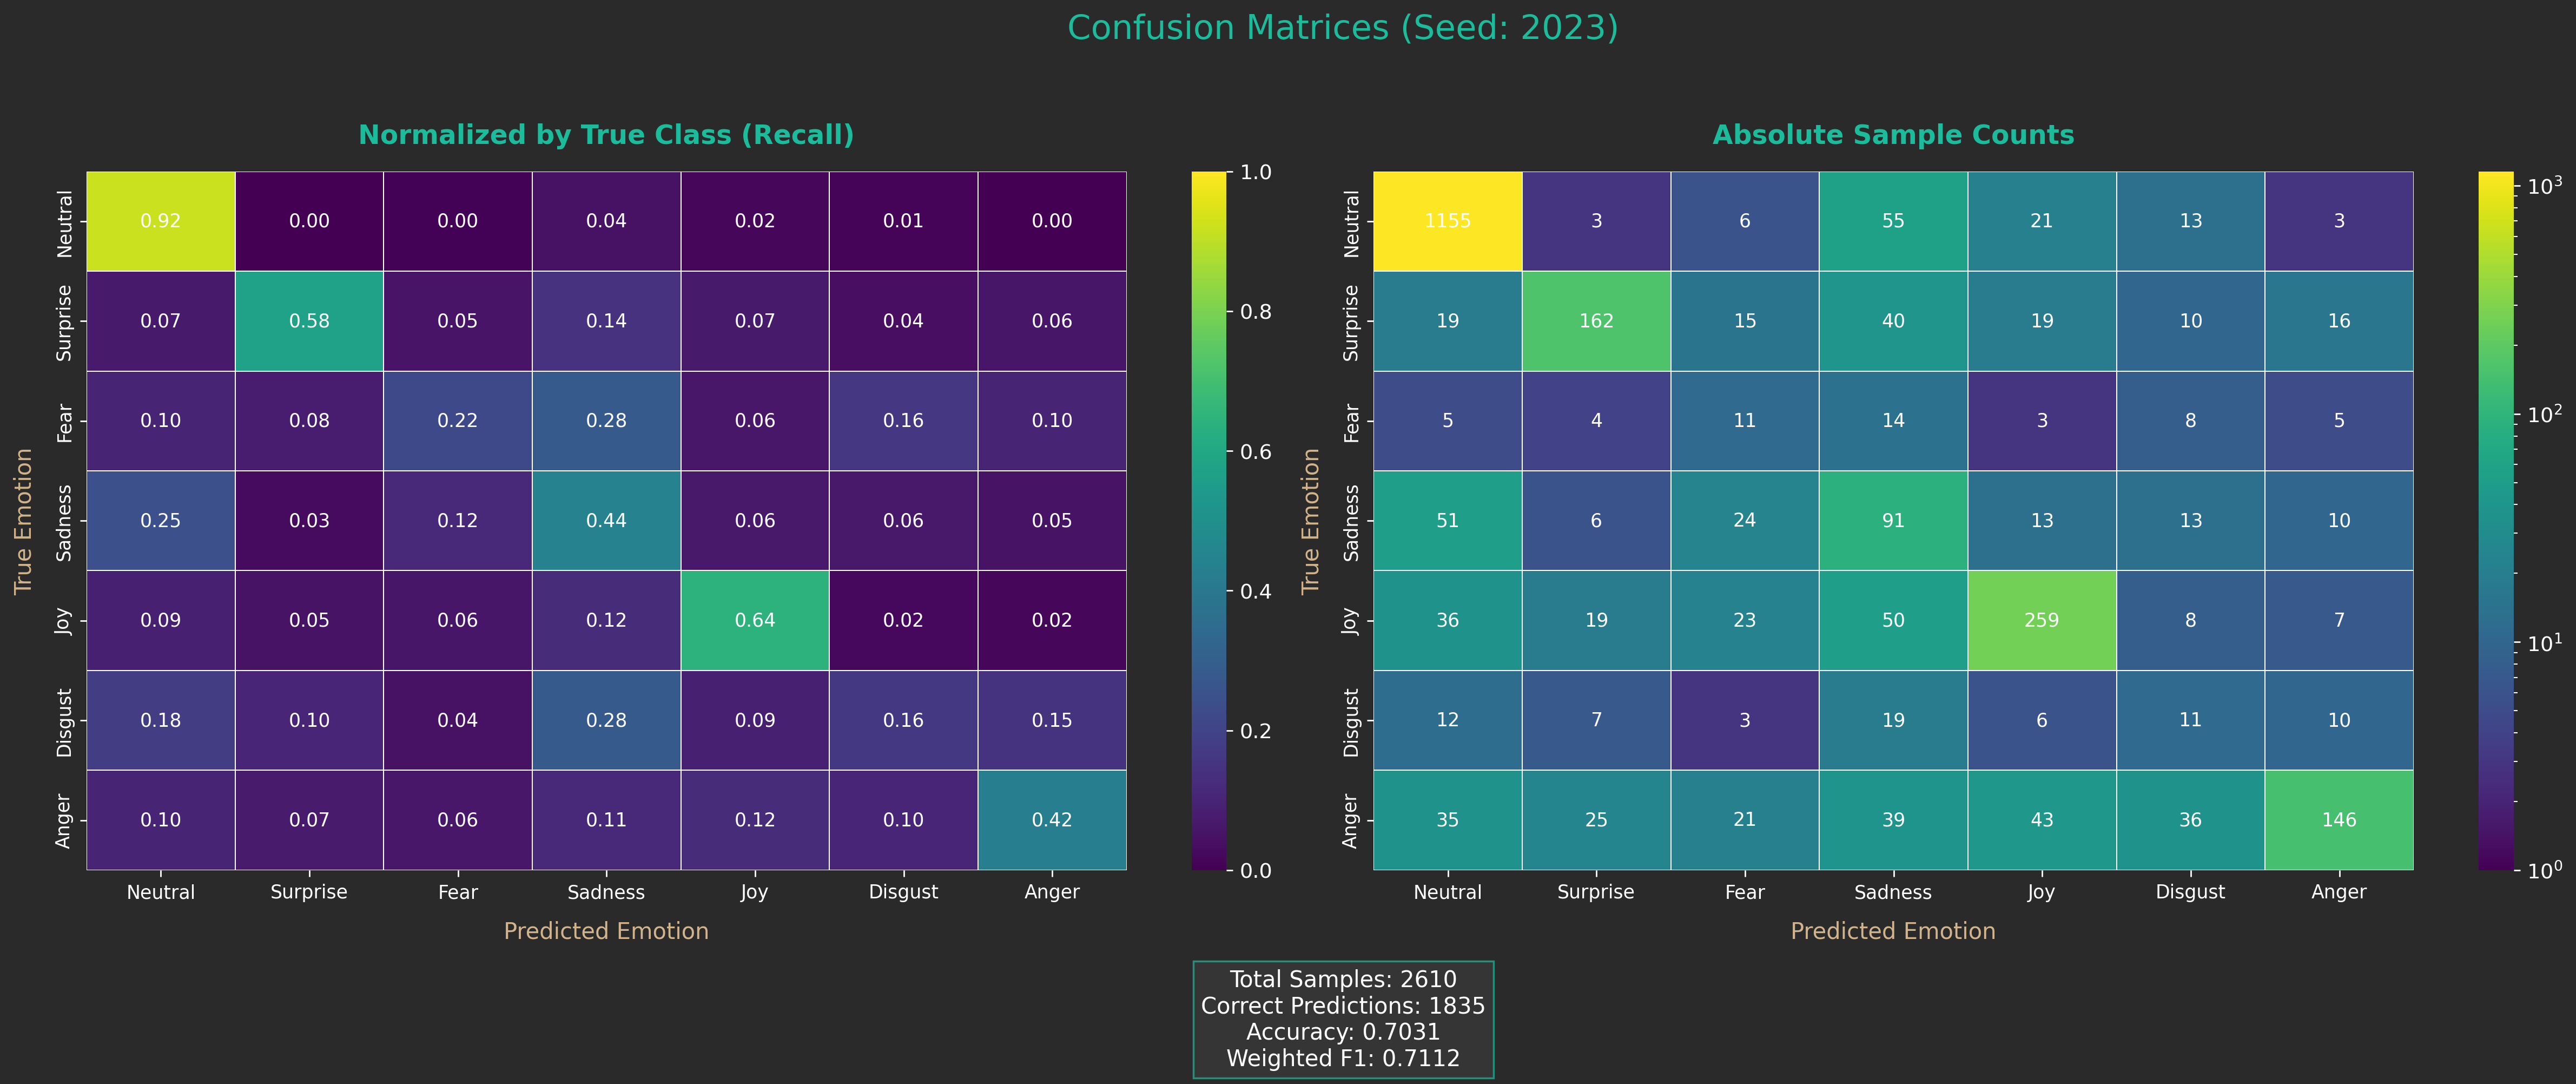 Confusion Matrices (Seed: 2023)
Normalized by True Class (Recall)
True Emotion
Neutral 0.92 0.00 0.00 0.04 0.02 0.01 0.00
Surprise 0.07 0.58 0.05 0.14 0.07 0.04 0.06
Fear 0.10 0.08 0.22 0.28 0.06 0.16 0.10
Sadness 0.25 0.03 0.12 0.44 0.06 0.06 0.05
Joy 0.09 0.05 0.06 0.12 0.64 0.02 0.02
Disgust 0.18 0.10 0.04 0.28 0.09 0.16 0.15
Anger 0.10 0.07 0.06 0.11 0.12 0.10 0.42
Neutral Surprise Fear Sadness Joy Disgust Anger
Predicted Emotion
1.0
0.8
0.6
0.4
0.2
0.0
Absolute Sample Counts
True Emotion
Neutral 1155 3 6 55 21 13 3
Surprise 19 162 15 40 19 10 16
Fear 5 4 11 14 3 8 5
Sadness 51 6 24 91 13 13 10
Joy 36 19 23 50 259 8 7
Disgust 12 7 3 19 6 11 10
Anger 35 25 21 39 43 36 146
Neutral Surprise Fear Sadness Joy Disgust Anger
Predicted Emotion
10³
10²
10¹
10⁰
Total Samples: 2610
Correct Predictions: 1835
Accuracy: 0.7031
Weighted F1: 0.7112